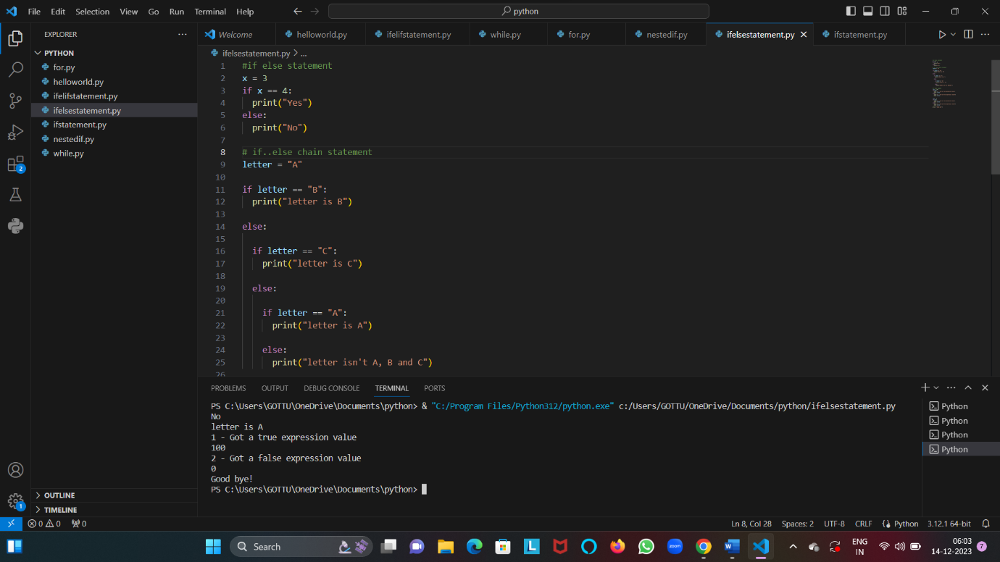 File Edit Selection View Go Run Terminal Help
python
EXPLORER
PYTHON
for.py
helloworld.py
ifelifstatement.py
ifelsestatement.py
ifstatement.py
nestedif.py
while.py
OUTLINE
TIMELINE
2
1
Welcome helloworld.py ifelifstatement.py while.py for.py nestedif.py ifelsestatement.py ifstatement.py
ifelsestatement.py > ...
1 #if else statement
2 x = 3
3 if x == 4:
4 print("Yes")
5 else:
6 print("No")
7
8 # if..else chain statement
9 letter = "A"
10
11 if letter == "B":
12 print("letter is B")
13
14 else:
15
16 if letter == "C":
17 print("letter is C")
18
19 else:
20
21 if letter == "A":
22 print("letter is A")
23
24 else:
25 print("letter isn't A, B and C")
26
PROBLEMS OUTPUT DEBUG CONSOLE TERMINAL PORTS
PS C:\Users\GOTTU\OneDrive\Documents\python> & "C:/Program Files/Python312/python.exe" c:/Users/GOTTU/OneDrive/Documents/python/ifelsestatement.py
No
letter is A
1 - Got a true expression value
100
2 - Got a false expression value
0
Good bye!
PS C:\Users\GOTTU\OneDrive\Documents\python>
Python
Python
Python
Python
0 0 0 Ln 8, Col 28 Spaces: 2 UTF-8 CRLF Python 3.12.1 64-bit
Search
L
zoom
W
ENG
IN
06:03
14-12-2023
7